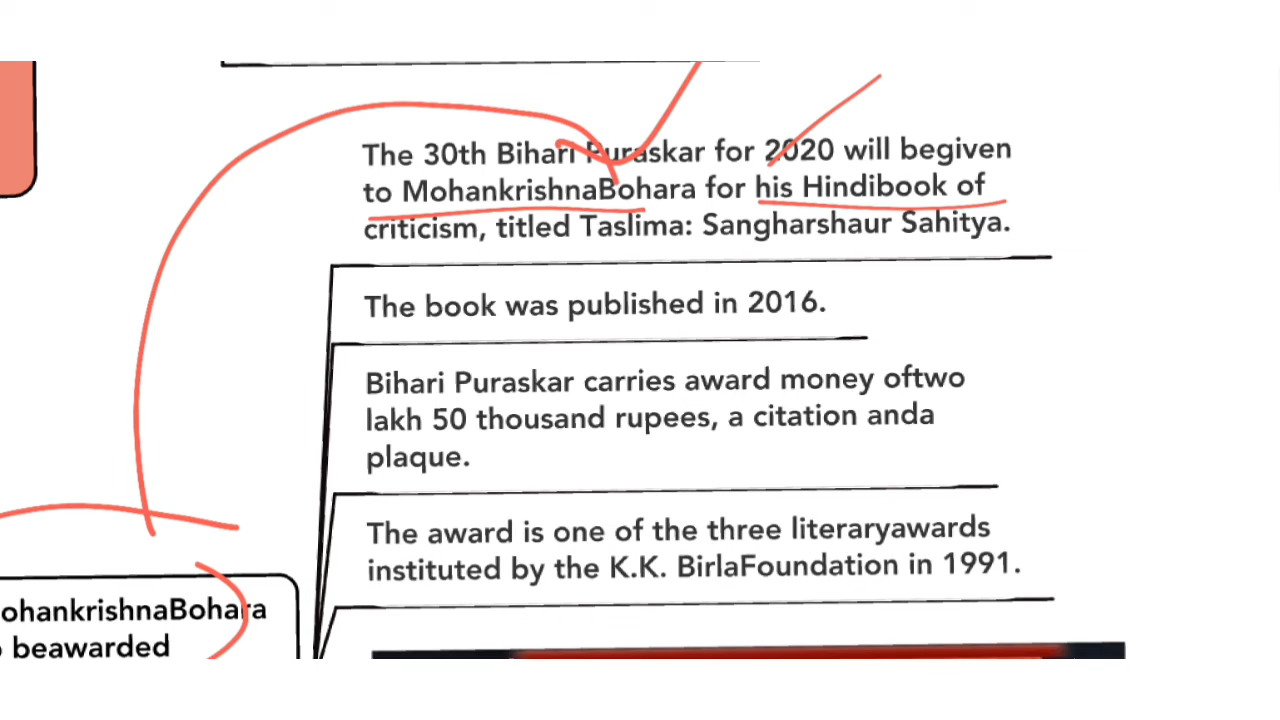 The 30th Bihari Puraskar for 2020 will begiven
to MohankrishnaBohara for his Hindibook of
criticism, titled Taslima: Sangharshaur Sahitya.
The book was published in 2016.
Bihari Puraskar carries award money oftwo
lakh 50 thousand rupees, a citation anda
plaque.
The award is one of the three literaryawards
instituted by the K.K. BirlaFoundation in 1991.
ohankrishnaBohara
beawarded